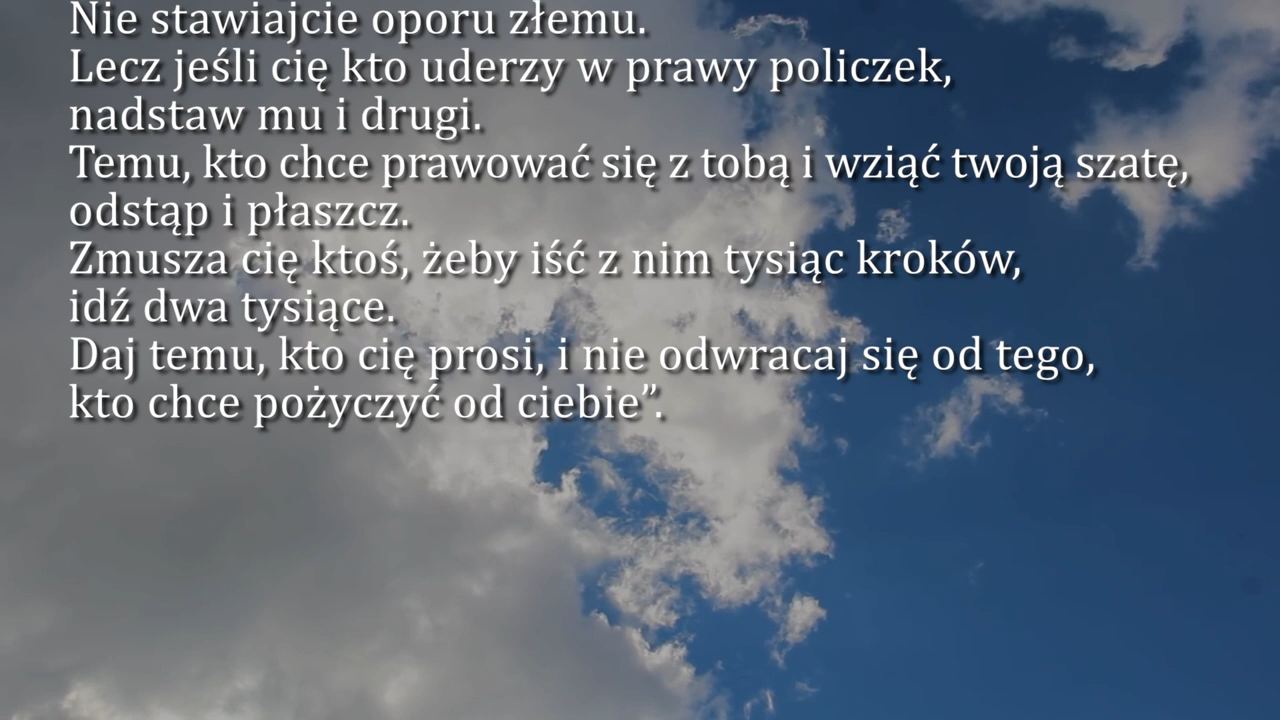 Nie stawiajcie oporu złemu.
Lecz jeśli cię kto uderzy w prawy policzek,
nadstaw mu i drugi.
Temu, kto chce prawować się z tobą i wziąć twoją szatę,
odstąp i płaszcz.
Zmusza cię ktoś, żeby iść z nim tysiąc kroków,
idź dwa tysiące.
Daj temu, kto cię prosi, i nie odwracaj się od tego,
kto chce pożyczyć od ciebie”.